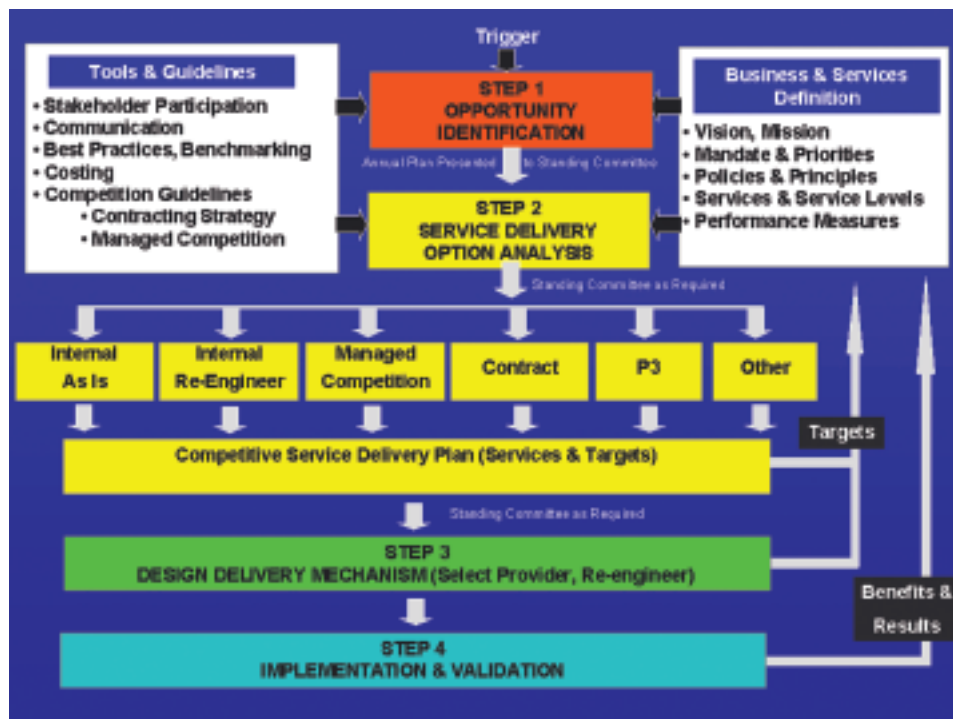 Trigger
Tools & Guidelines
• Stakeholder Participation
• Communication
• Best Practices, Benchmarking
• Costing
• Competition Guidelines
• Contracting Strategy
• Managed Competition
STEP 1
OPPORTUNITY
IDENTIFICATION
Business & Services
Definition
• Vision, Mission
• Mandate & Priorities
• Policies & Principles
• Services & Service Levels
• Performance Measures
Annual Plan Presented to Standing Committee
STEP 2
SERVICE DELIVERY
OPTION ANALYSIS
Standing Committee as Required
Internal
As Is
Internal
Re-Engineer
Managed
Competition
Contract
P3
Other
Targets
Competitive Service Delivery Plan (Services & Targets)
Standing Committee as Required
STEP 3
DESIGN DELIVERY MECHANISM (Select Provider, Re-engineer)
Benefits &
Results
STEP 4
IMPLEMENTATION & VALIDATION